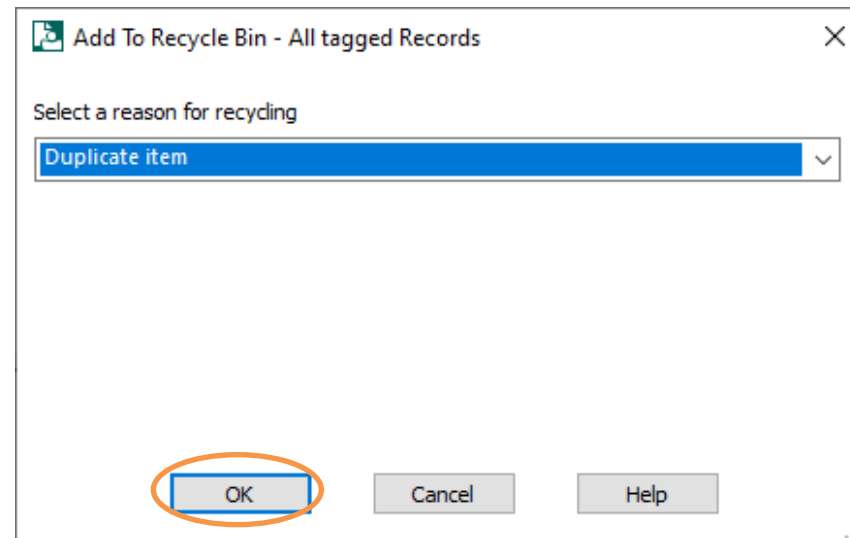 Add To Recycle Bin - All tagged Records
Select a reason for recycling
Duplicate item
OK Cancel Help